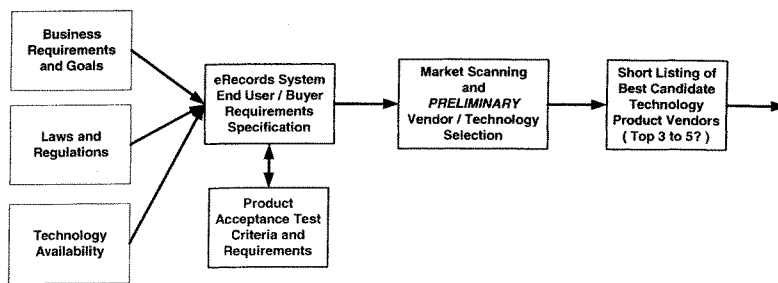 Business
Requirements
and Goals
Laws and
Regulations
Technology
Availability
eRecords System
End User / Buyer
Requirements
Specification
Product
Acceptance Test
Criteria and
Requirements
Market Scanning
and
PRELIMINARY
Vendor / Technology
Selection
Short Listing of
Best Candidate
Technology
Product Vendors
( Top 3 to 5? )